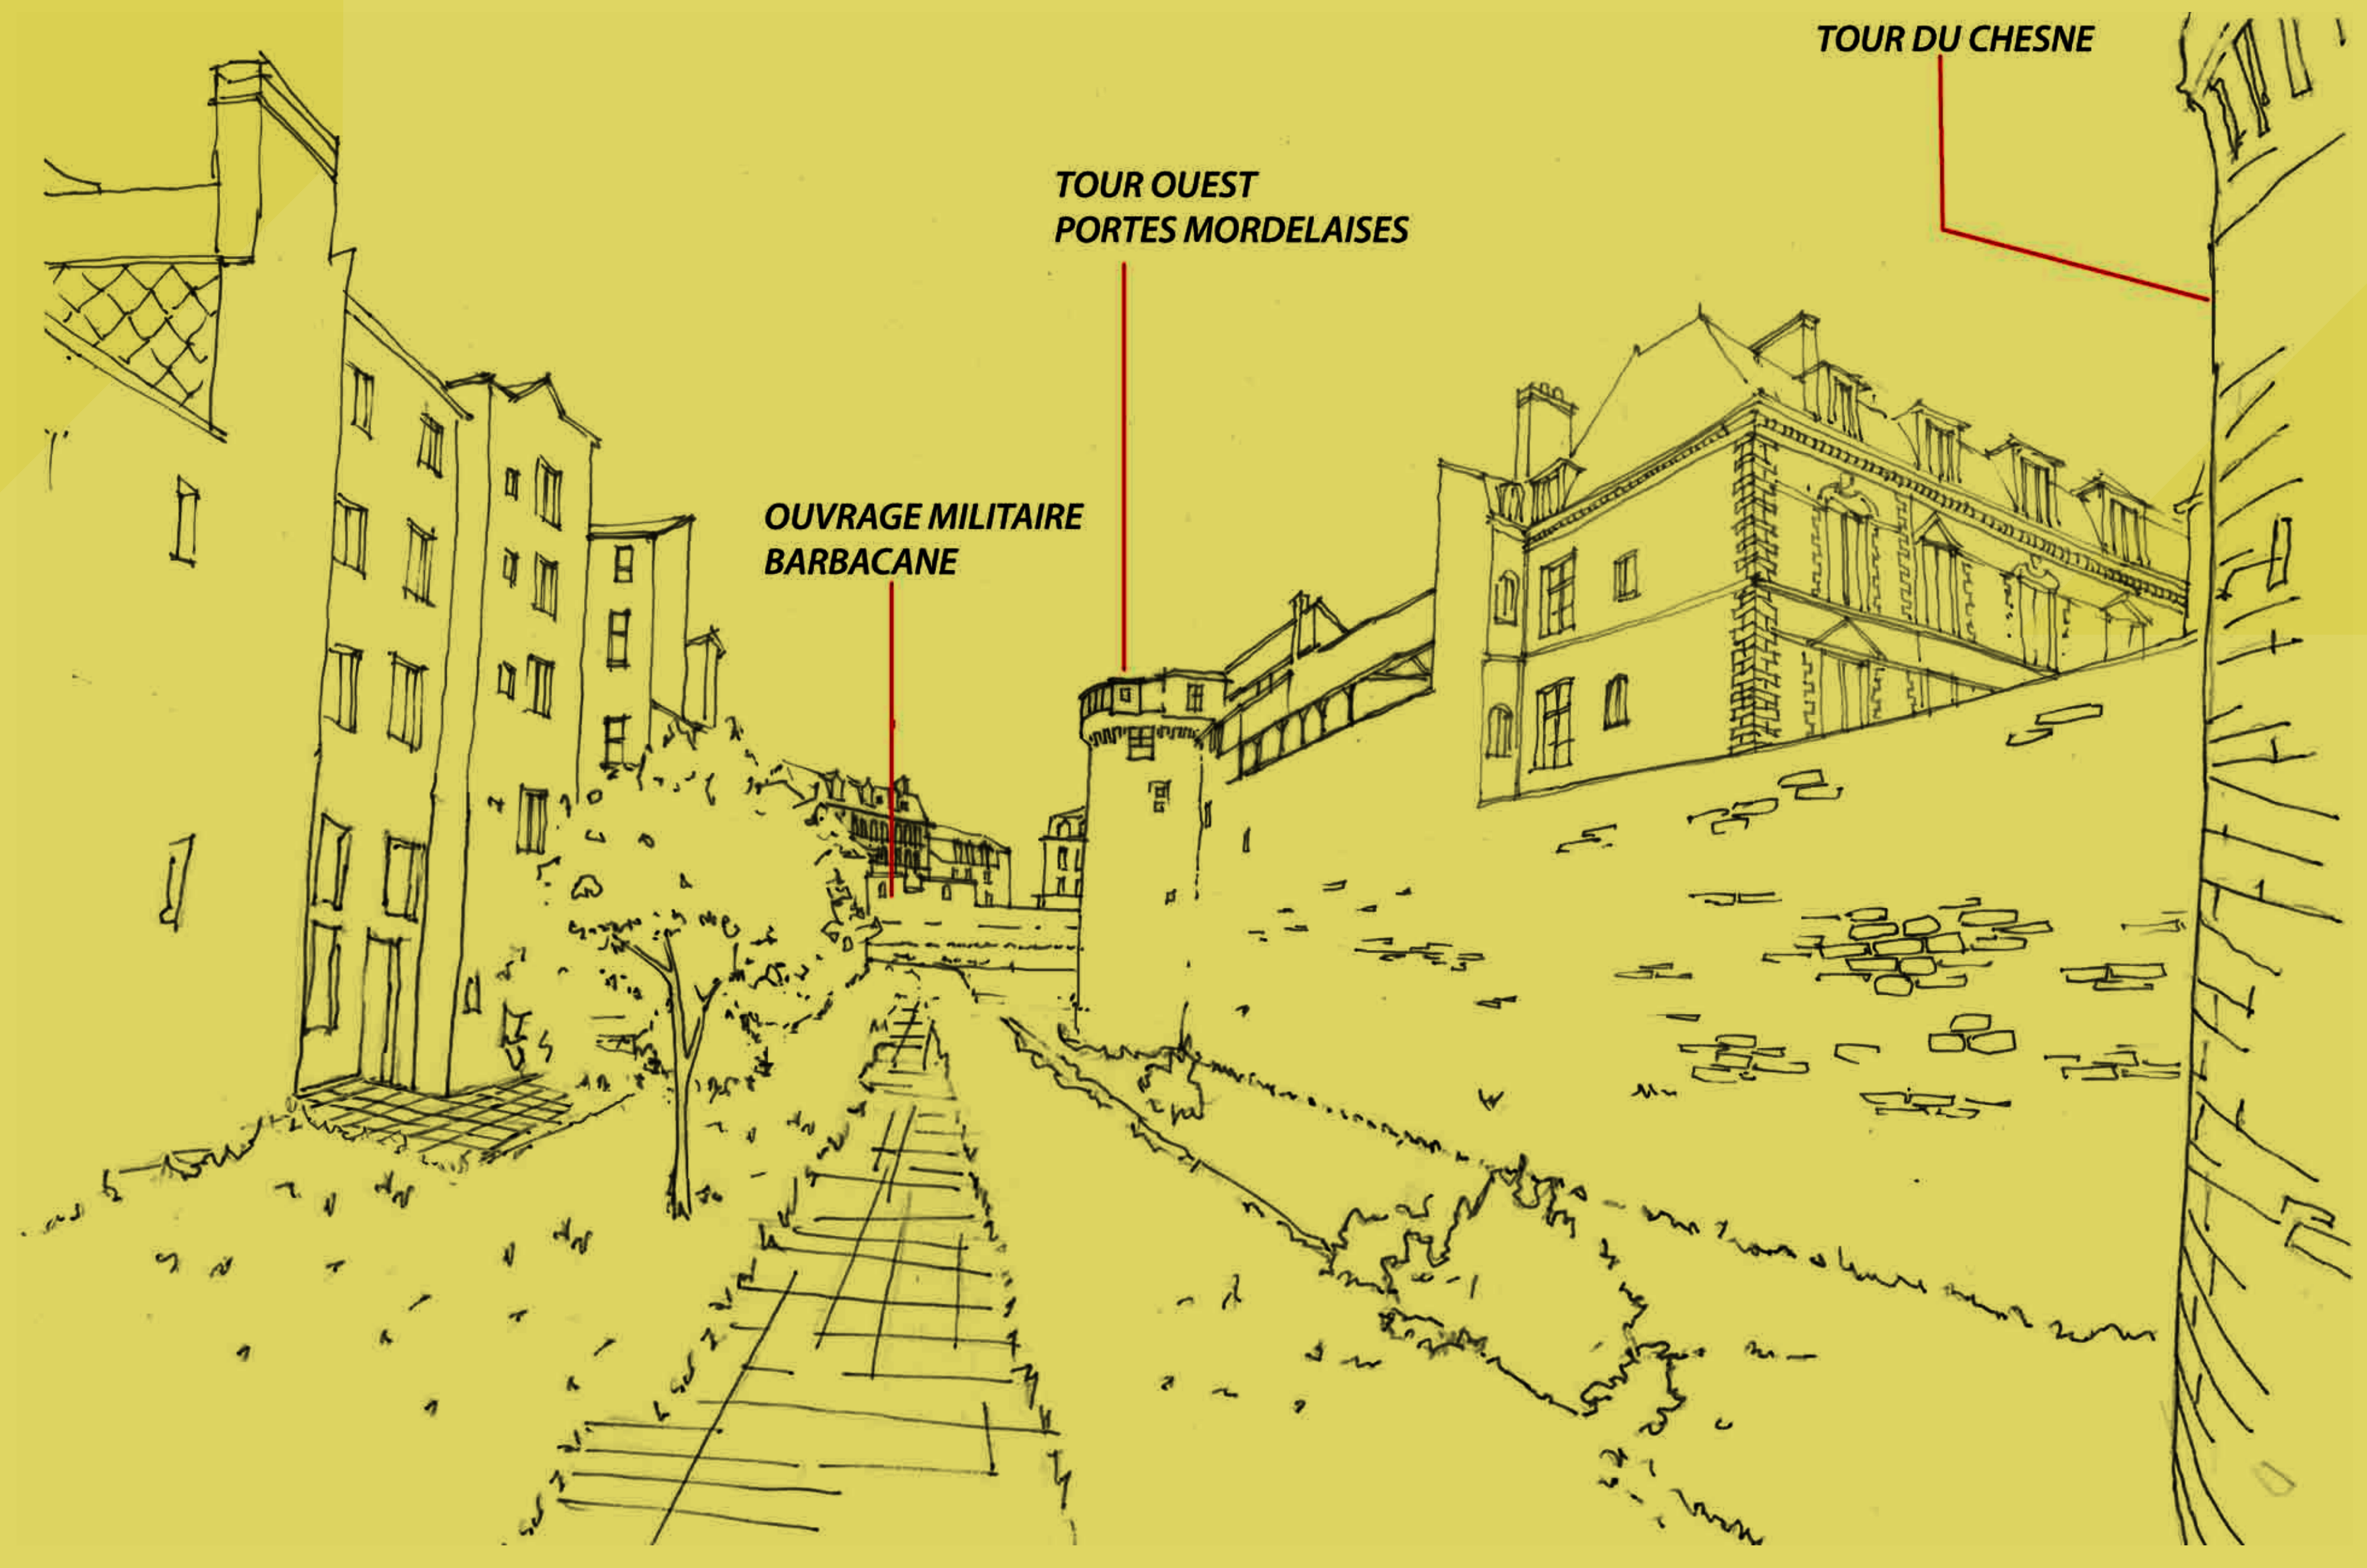 TOUR DU CHESNE
TOUR OUEST
PORTES MORDELAISES
OUVRAGE MILITAIRE
BARBACANE